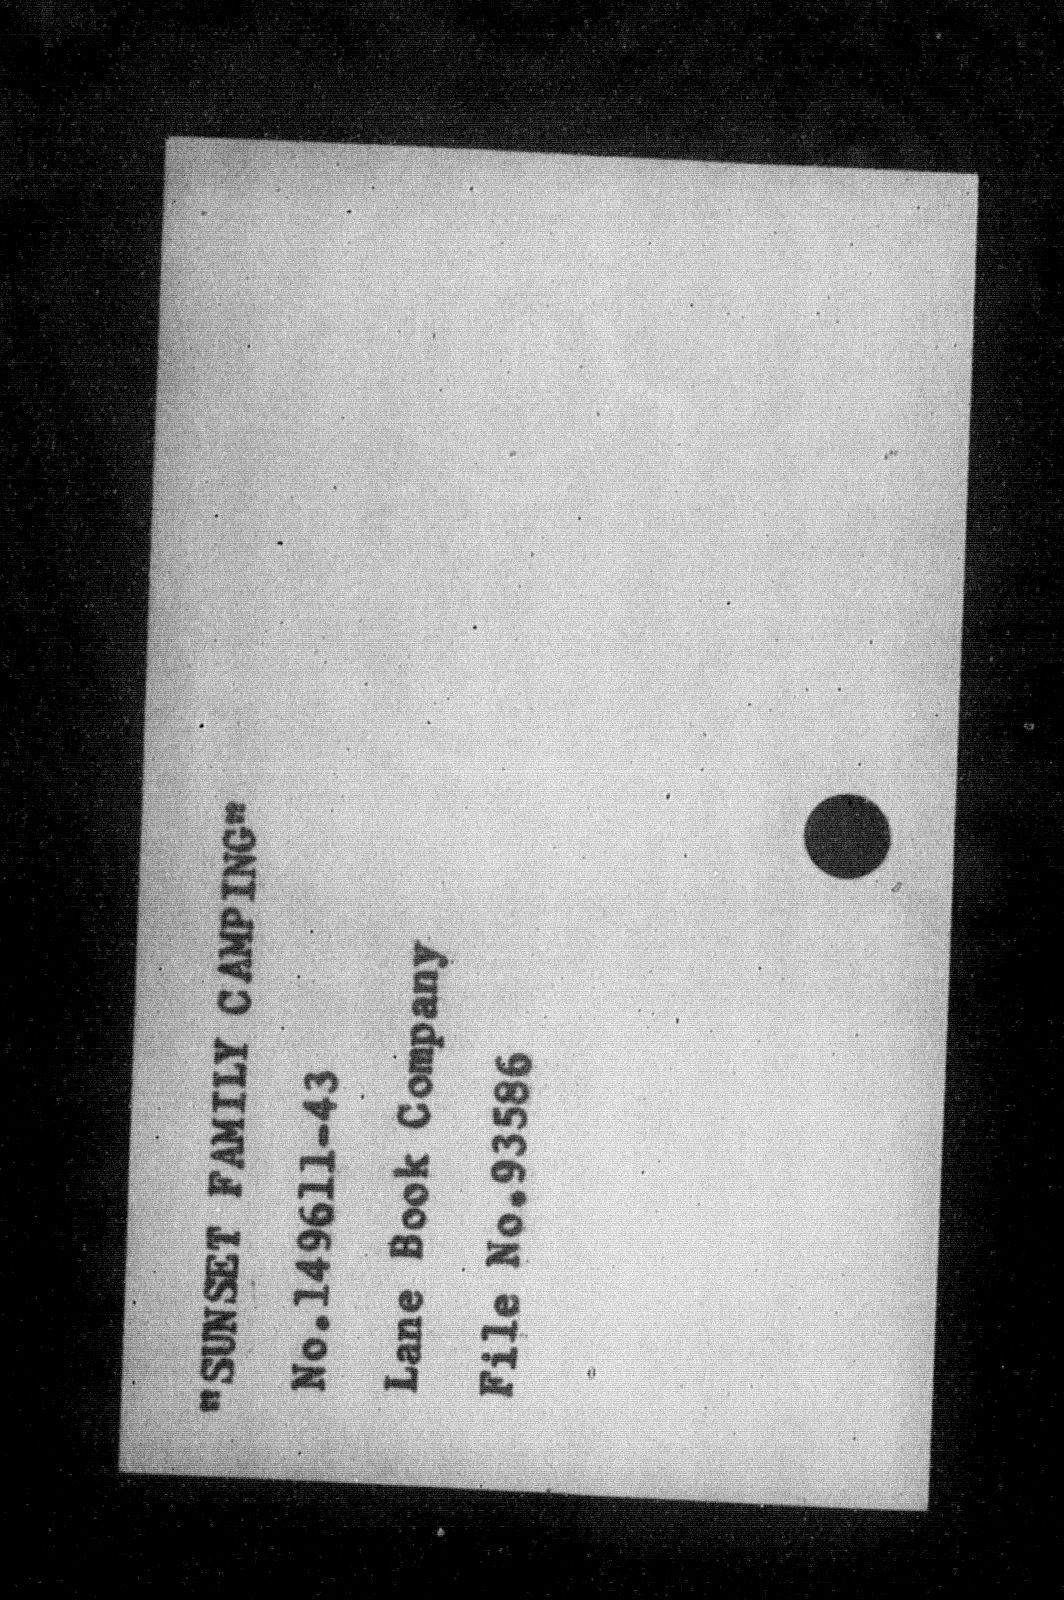 "SUNSET FAMILY CAMPING"
No.149611-43
Lane Book Company
File No.93586